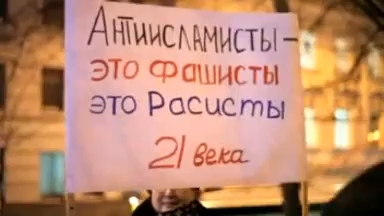 Антиисламисты -
это фашисты
это Расисты
21 века